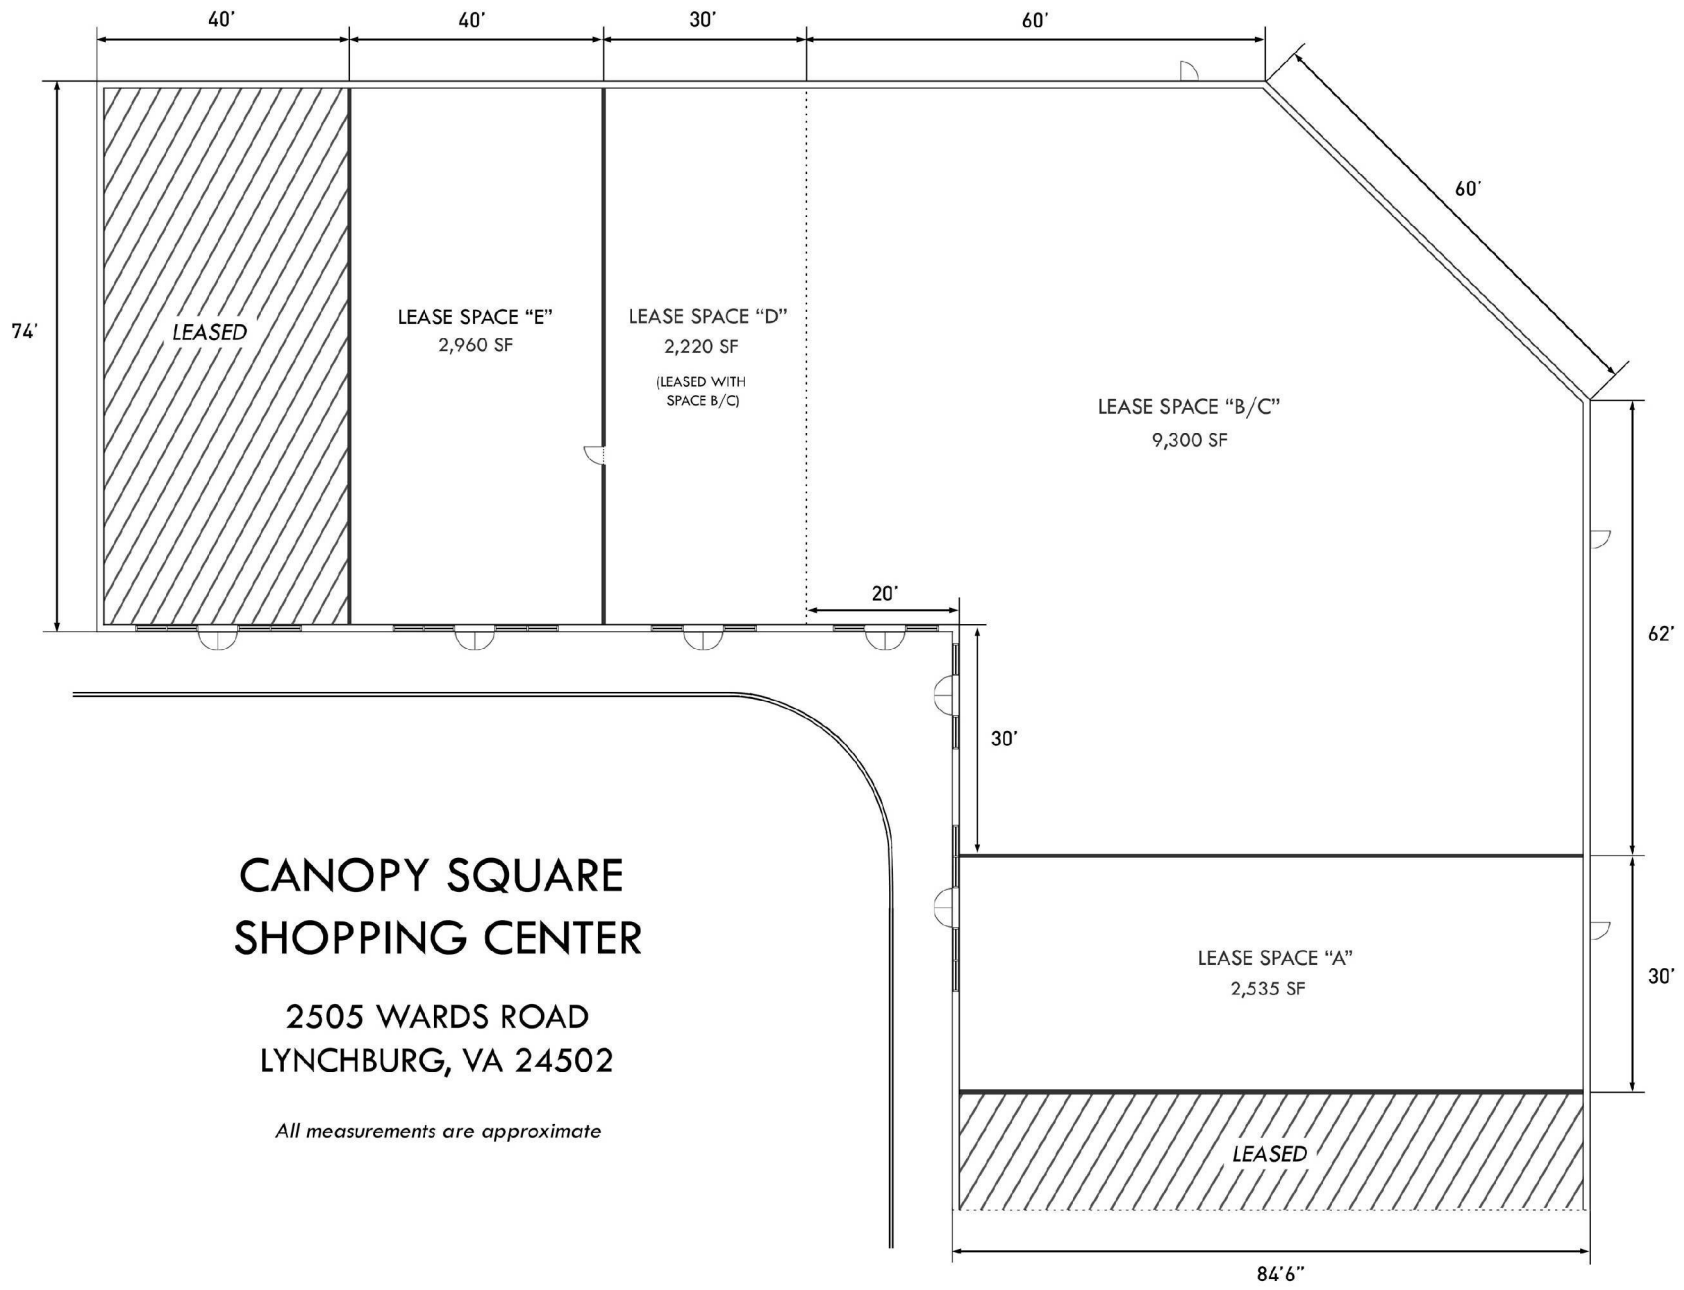 40’
40’
30’
60’
60’
74’
LEASED
LEASE SPACE “E”
2,960 SF
LEASE SPACE “D”
2,220 SF
(LEASED WITH
SPACE B/C)
LEASE SPACE “B/C”
9,300 SF
20’
30’
62’
CANOPY SQUARE
SHOPPING CENTER
2505 WARDS ROAD
LYNCHBURG, VA 24502
All measurements are approximate
LEASE SPACE “A”
2,535 SF
30’
LEASED
84’6”